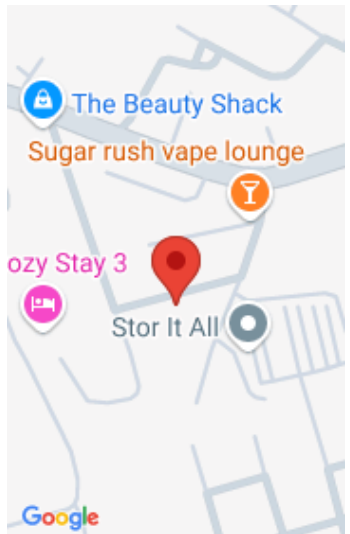 The Beauty Shack
Sugar rush vape lounge
ozy Stay 3
Stor It All
Google